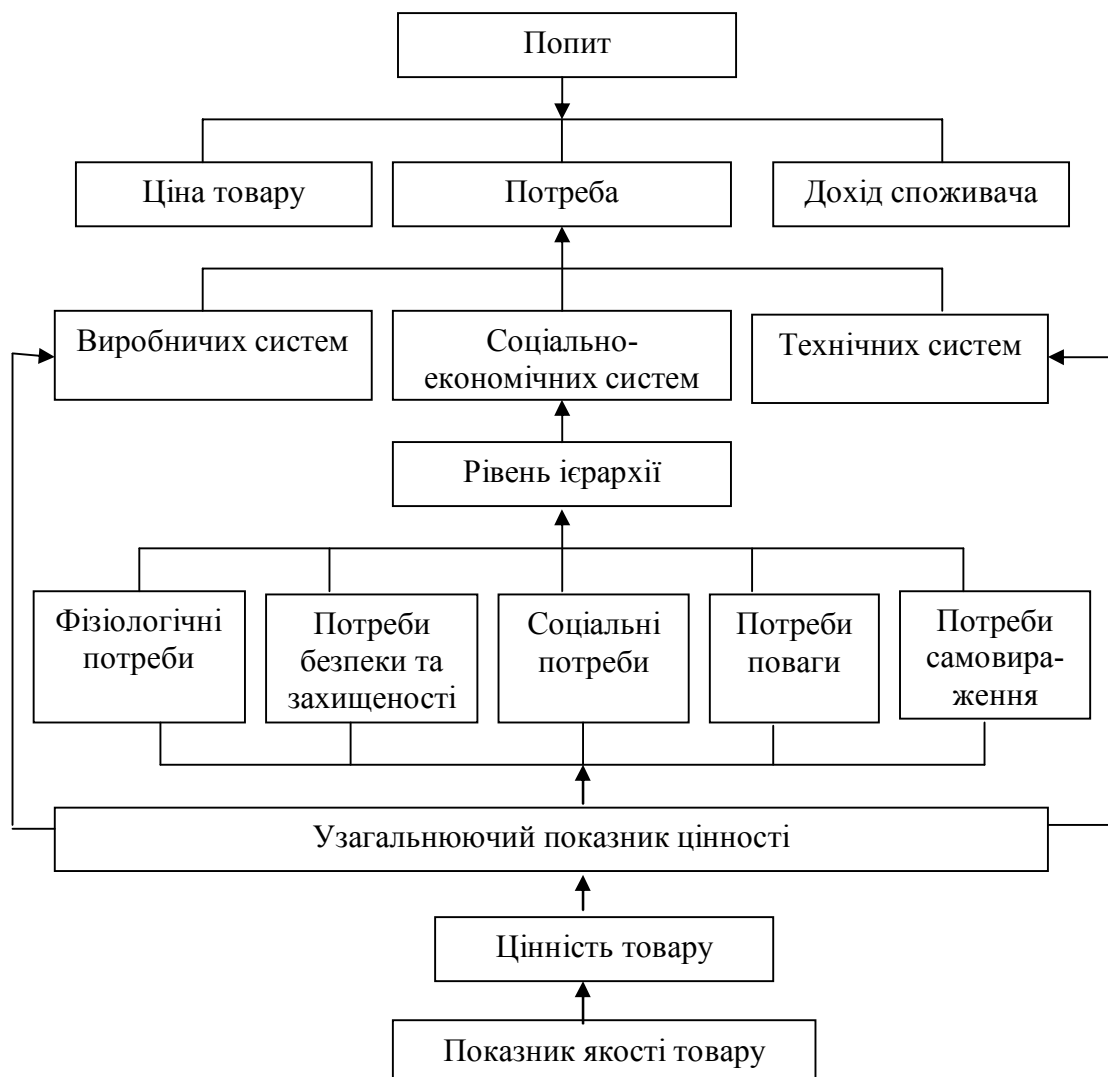 Попит
Ціна товару
Потреба
Дохід споживача
Виробничих систем
Соціально-
економічних систем
Технічних систем
Рівень ієрархії
Фізіологічні
потреби
Потреби
безпеки та
захищеності
Соціальні
потреби
Потреби
поваги
Потреби
самовира-
ження
Узагальнюючий показник цінності
Цінність товару
Показник якості товару